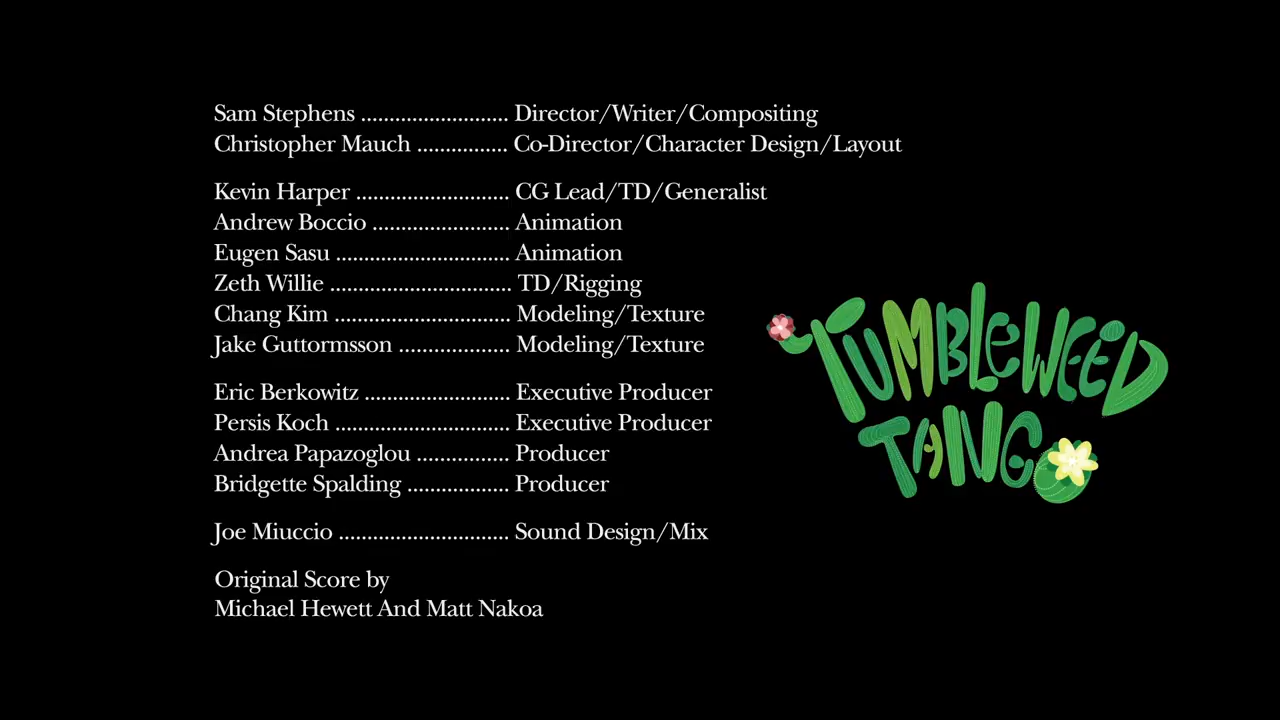 Sam Stephens .......................... Director/Writer/Compositing
Christopher Mauch ................ Co-Director/Character Design/Layout
Kevin Harper ........................... CG Lead/TD/Generalist
Andrew Boccio ........................ Animation
Eugen Sasu ............................... Animation
Zeth Willie ................................ TD/Rigging
Chang Kim ............................... Modeling/Texture
Jake Guttormsson .................... Modeling/Texture
Eric Berkowitz .......................... Executive Producer
Persis Koch ............................... Executive Producer
Andrea Papazoglou ................ Producer
Bridgette Spalding .................. Producer
Joe Miuccio .............................. Sound Design/Mix
Original Score by
Michael Hewett And Matt Nakoa
TUMBLEWEED
TANGO